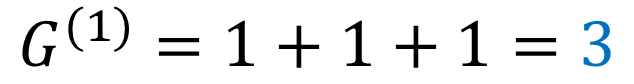 G⁽¹⁾ = 1 + 1 + 1 = 3